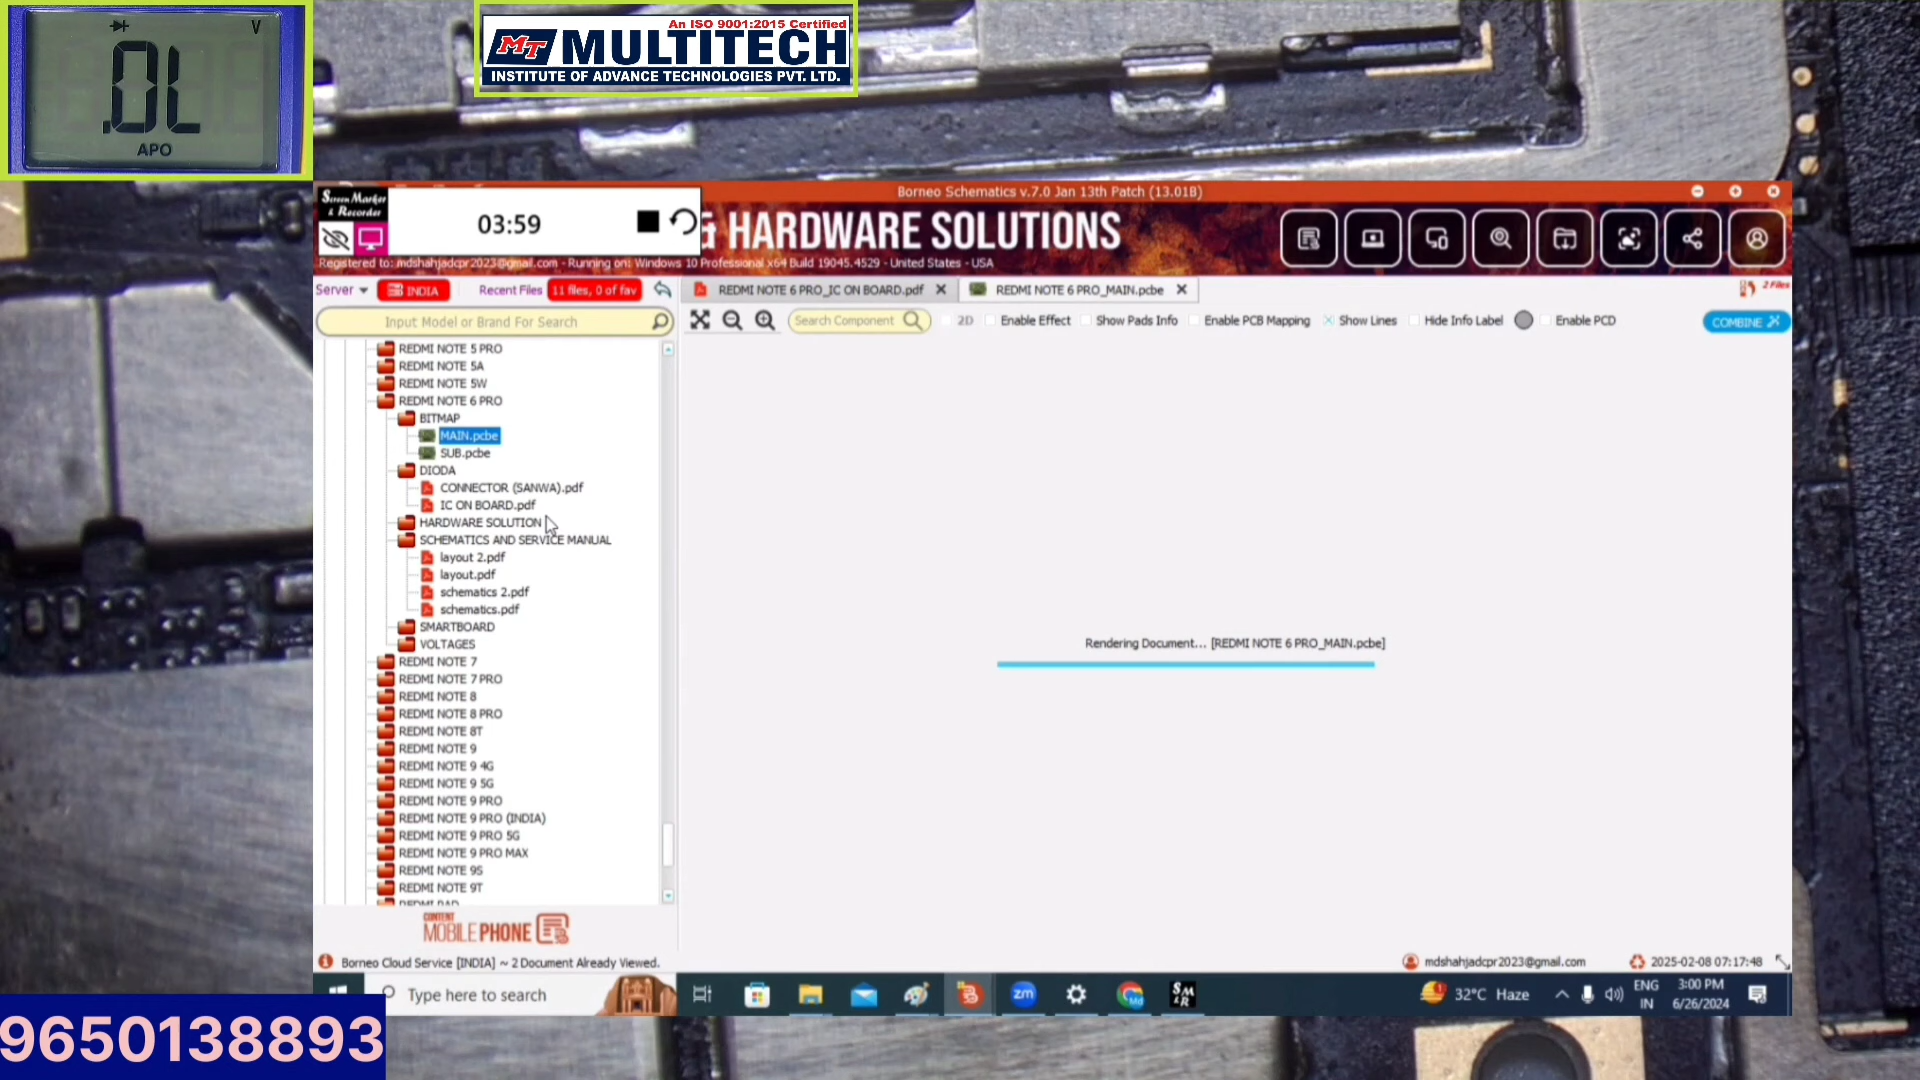 V
.OL
APO
An ISO 9001:2015 Certified
MT MULTITECH
INSTITUTE OF ADVANCE TECHNOLOGIES PVT. LTD.
Borneo Schematics v.7.0 Jan 13th Patch (13.01B)
Screen Marker
& Recorder
03:59
& HARDWARE SOLUTIONS
Registered to: mdshahjadcpr2023@gmail.com - Running on: Windows 10 Professional x64 Build 19045.4529 - United States - USA
Server
INDIA
Recent Files
11 files, 0 of fav
REDMI NOTE 6 PRO_IC ON BOARD.pdf
REDMI NOTE 6 PRO_MAIN.pcbe
2 Files
Input Model or Brand For Search
Search Component
2D
Enable Effect
Show Pads Info
Enable PCB Mapping
Show Lines
Hide Info Label
Enable PCD
COMBINE
REDMI NOTE 5 PRO
REDMI NOTE 5A
REDMI NOTE 5W
REDMI NOTE 6 PRO
BITMAP
MAIN.pcbe
SUB.pcbe
DIODA
CONNECTOR (SANWA).pdf
IC ON BOARD.pdf
HARDWARE SOLUTION
SCHEMATICS AND SERVICE MANUAL
layout 2.pdf
layout.pdf
schematics 2.pdf
schematics.pdf
SMARTBOARD
VOLTAGES
REDMI NOTE 7
REDMI NOTE 7 PRO
REDMI NOTE 8
REDMI NOTE 8 PRO
REDMI NOTE 8T
REDMI NOTE 9
REDMI NOTE 9 4G
REDMI NOTE 9 5G
REDMI NOTE 9 PRO
REDMI NOTE 9 PRO (INDIA)
REDMI NOTE 9 PRO 5G
REDMI NOTE 9 PRO MAX
REDMI NOTE 9S
REDMI NOTE 9T
REDMI PAD
Rendering Document... [REDMI NOTE 6 PRO_MAIN.pcbe]
CONTENT
MOBILE PHONE
Borneo Cloud Service [INDIA] ~ 2 Document Already Viewed.
mdshahjadcpr2023@gmail.com
2025-02-08 07:17:48
Type here to search
zm
Md
S M
& R
32°C Haze
ENG
IN
3:00 PM
6/26/2024
9650138893